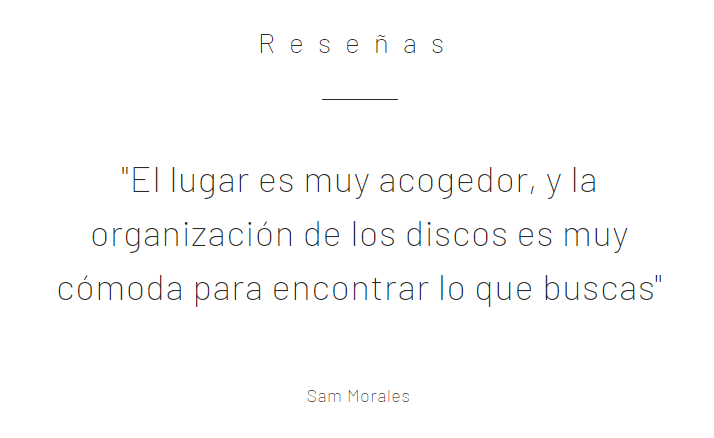 Reseñas
"El lugar es muy acogedor, y la
organización de los discos es muy
cómoda para encontrar lo que buscas"
Sam Morales